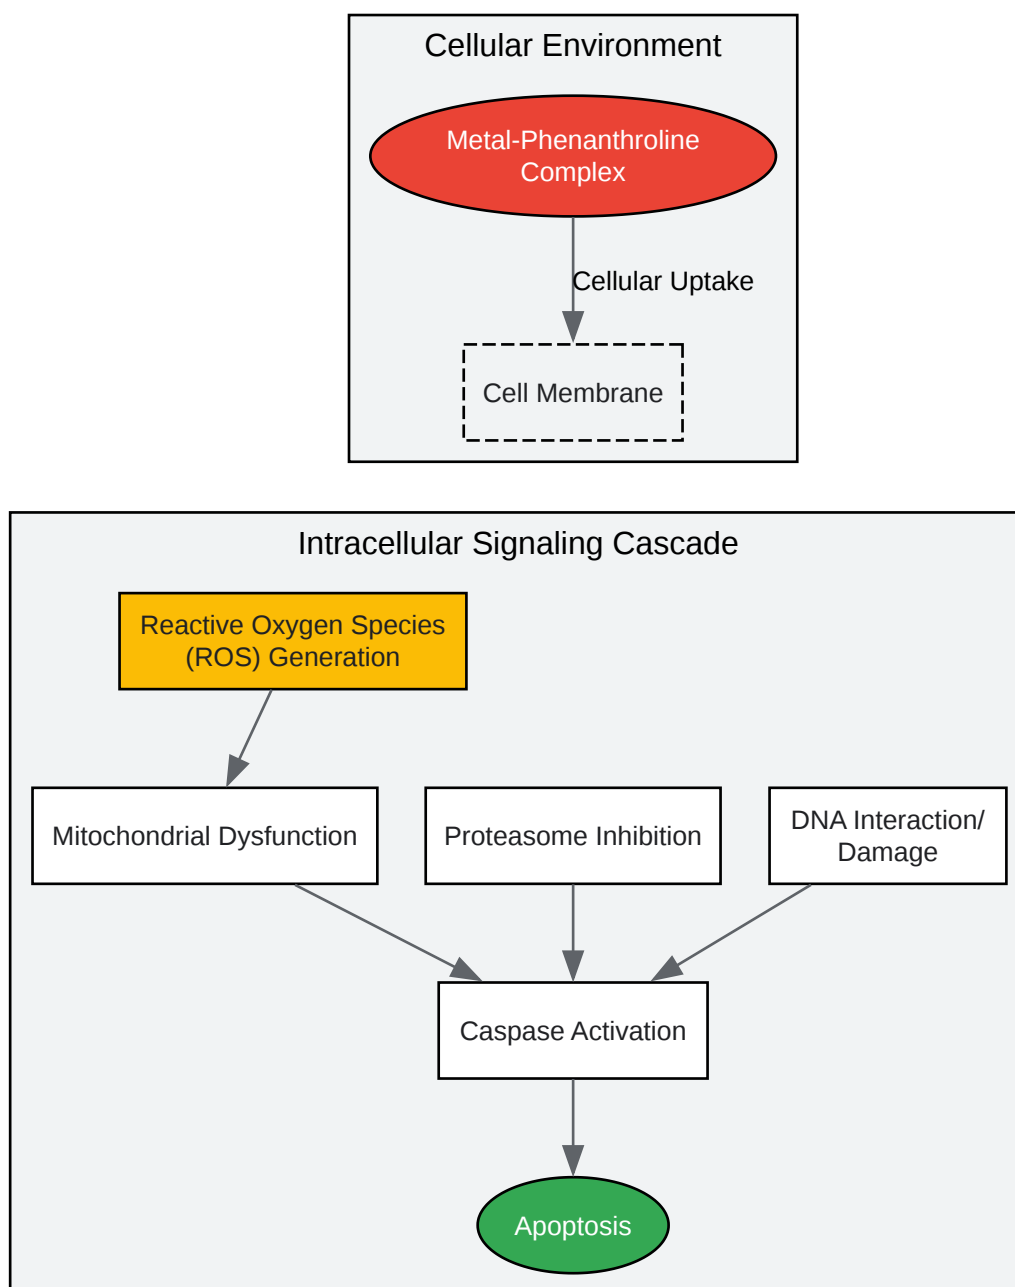 Cellular Environment
Metal-Phenanthroline
Complex
Cellular Uptake
Cell Membrane
Intracellular Signaling Cascade
Reactive Oxygen Species
(ROS) Generation
Mitochondrial Dysfunction
Proteasome Inhibition
DNA Interaction/
Damage
Caspase Activation
Apoptosis